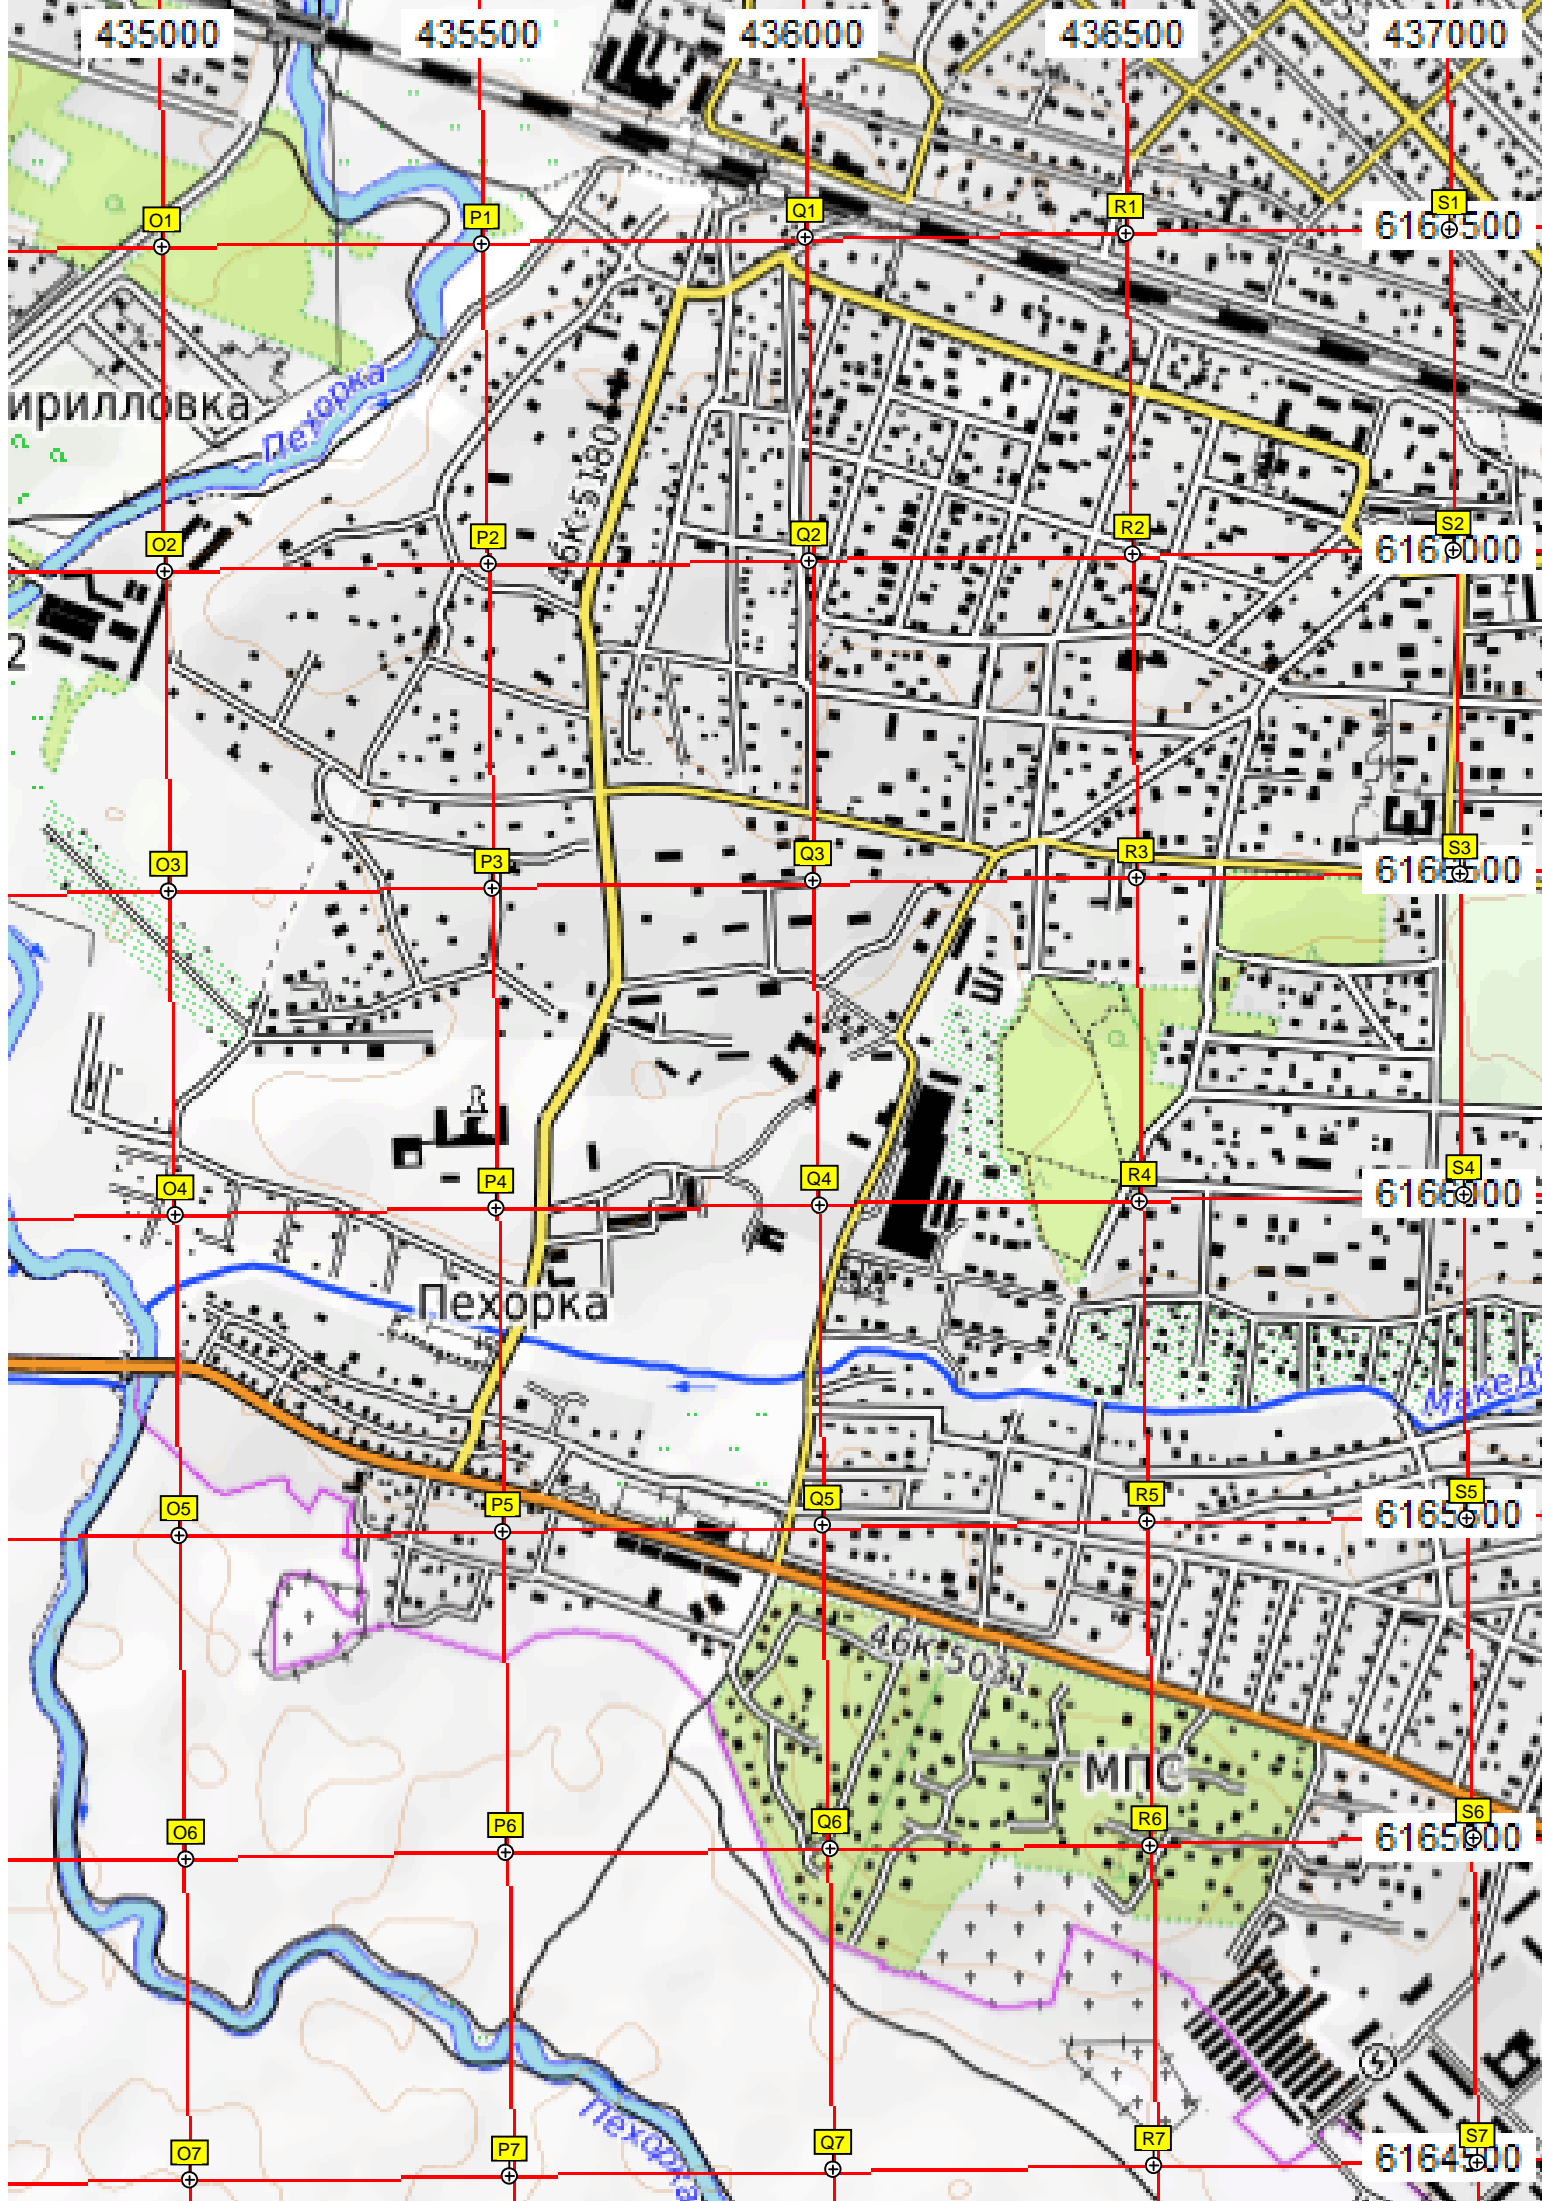 435000 435500 436000 436500 437000
O1 P1 Q1 R1 S1
ирилловка
Пехорка
O2 P2 Q2 R2 S2
2
O3 P3 Q3 R3 S3
O4 P4 Q4 R4 S4
Пехорка
Македо
O5 P5 Q5 R5 S5
46К-5031
МПС
O6 P6 Q6 R6 S6
Пехорка
O7 P7 Q7 R7 S7